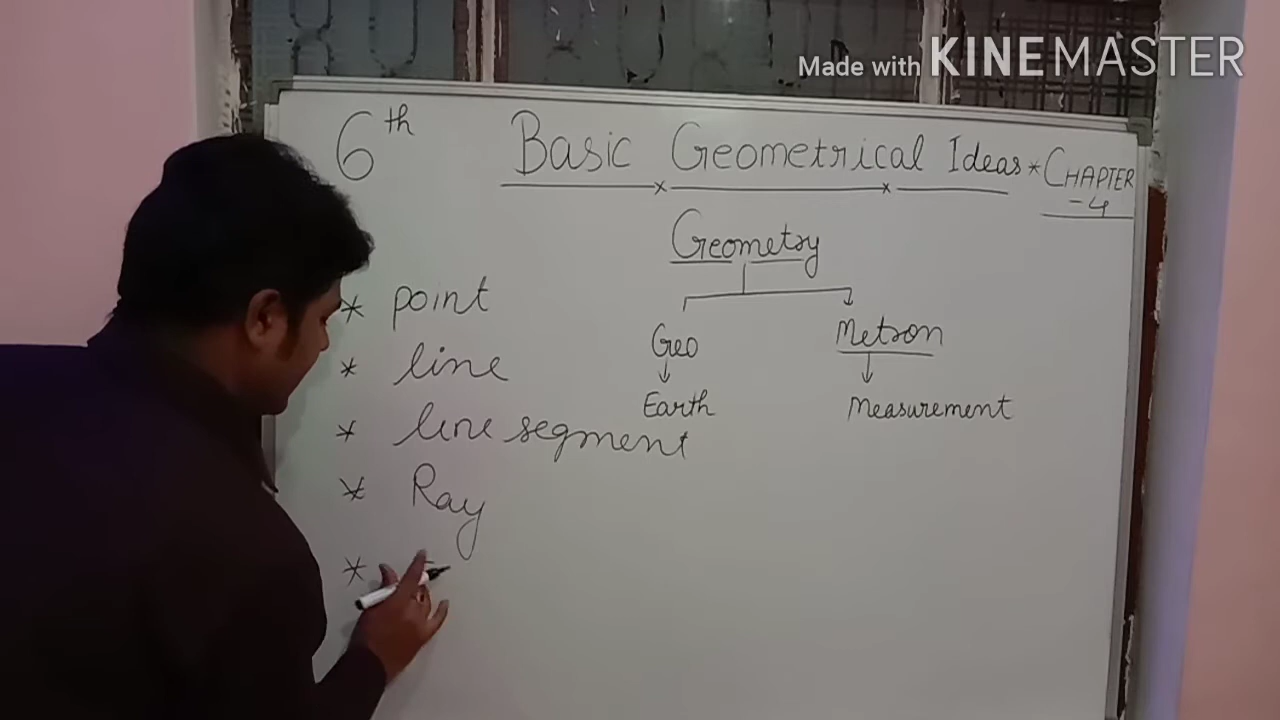 Made with KINEMASTER
6th Basic Geometrical Ideas * CHAPTER
-4
Geometry
* point
Geo Metron
* line
Earth Measurement
* line segment
* Ray
*